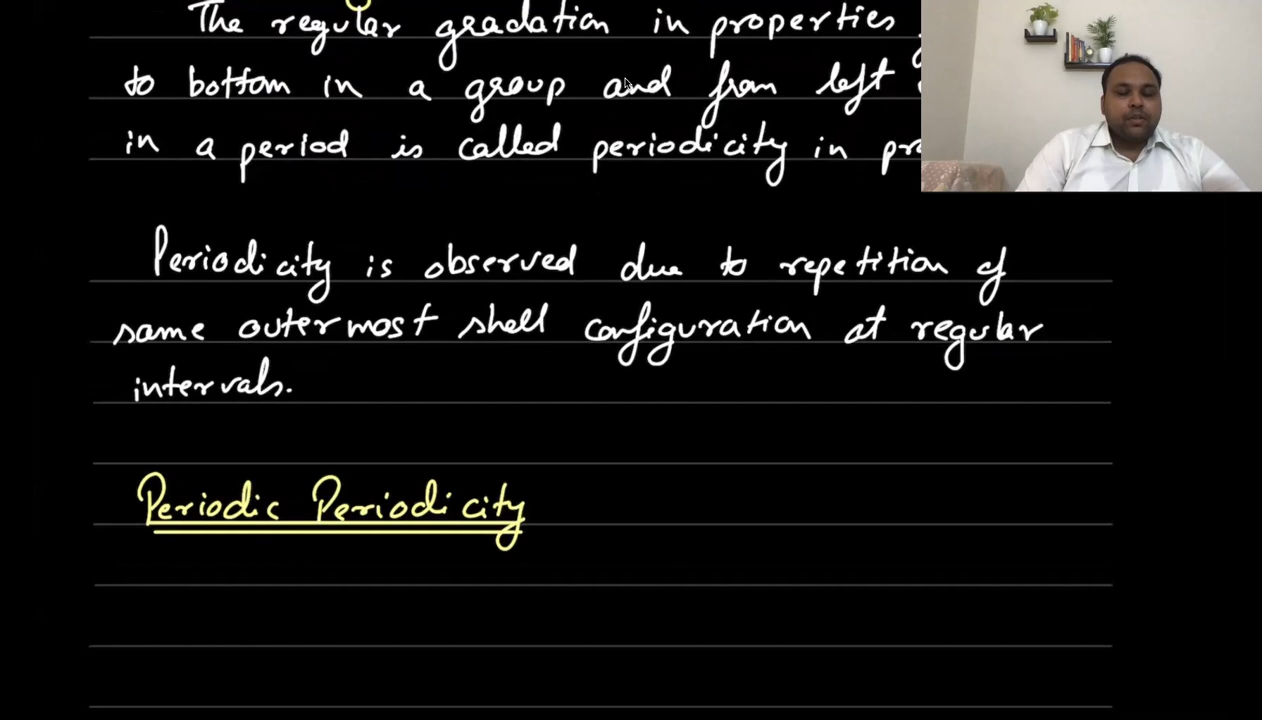 The regular gradation in properties
to bottom in a group and from left
in a period is called periodicity in
Periodicity is observed due to repetition of
same outermost shell configuration at regular
intervals.
Periodic Periodicity